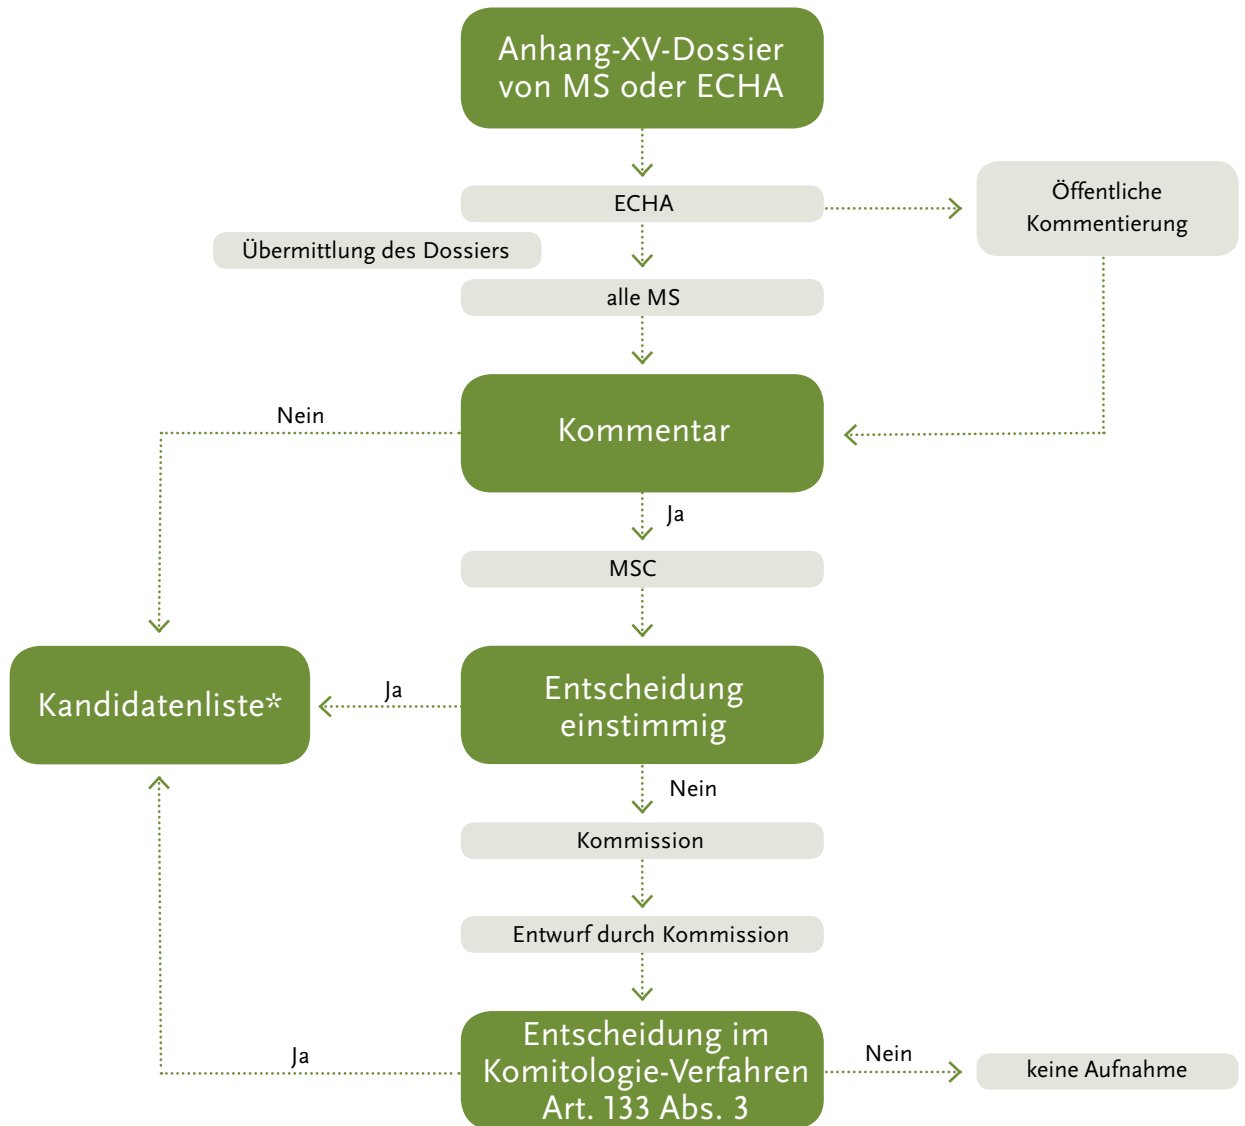 Anhang-XV-Dossier
von MS oder ECHA
ECHA
Öffentliche
Kommentierung
Übermittlung des Dossiers
alle MS
Nein
Kommentar
Ja
MSC
Kandidatenliste*
Ja
Entscheidung
einstimmig
Nein
Kommission
Entwurf durch Kommission
Ja
Entscheidung im
Komitologie-Verfahren
Art. 133 Abs. 3
Nein
keine Aufnahme